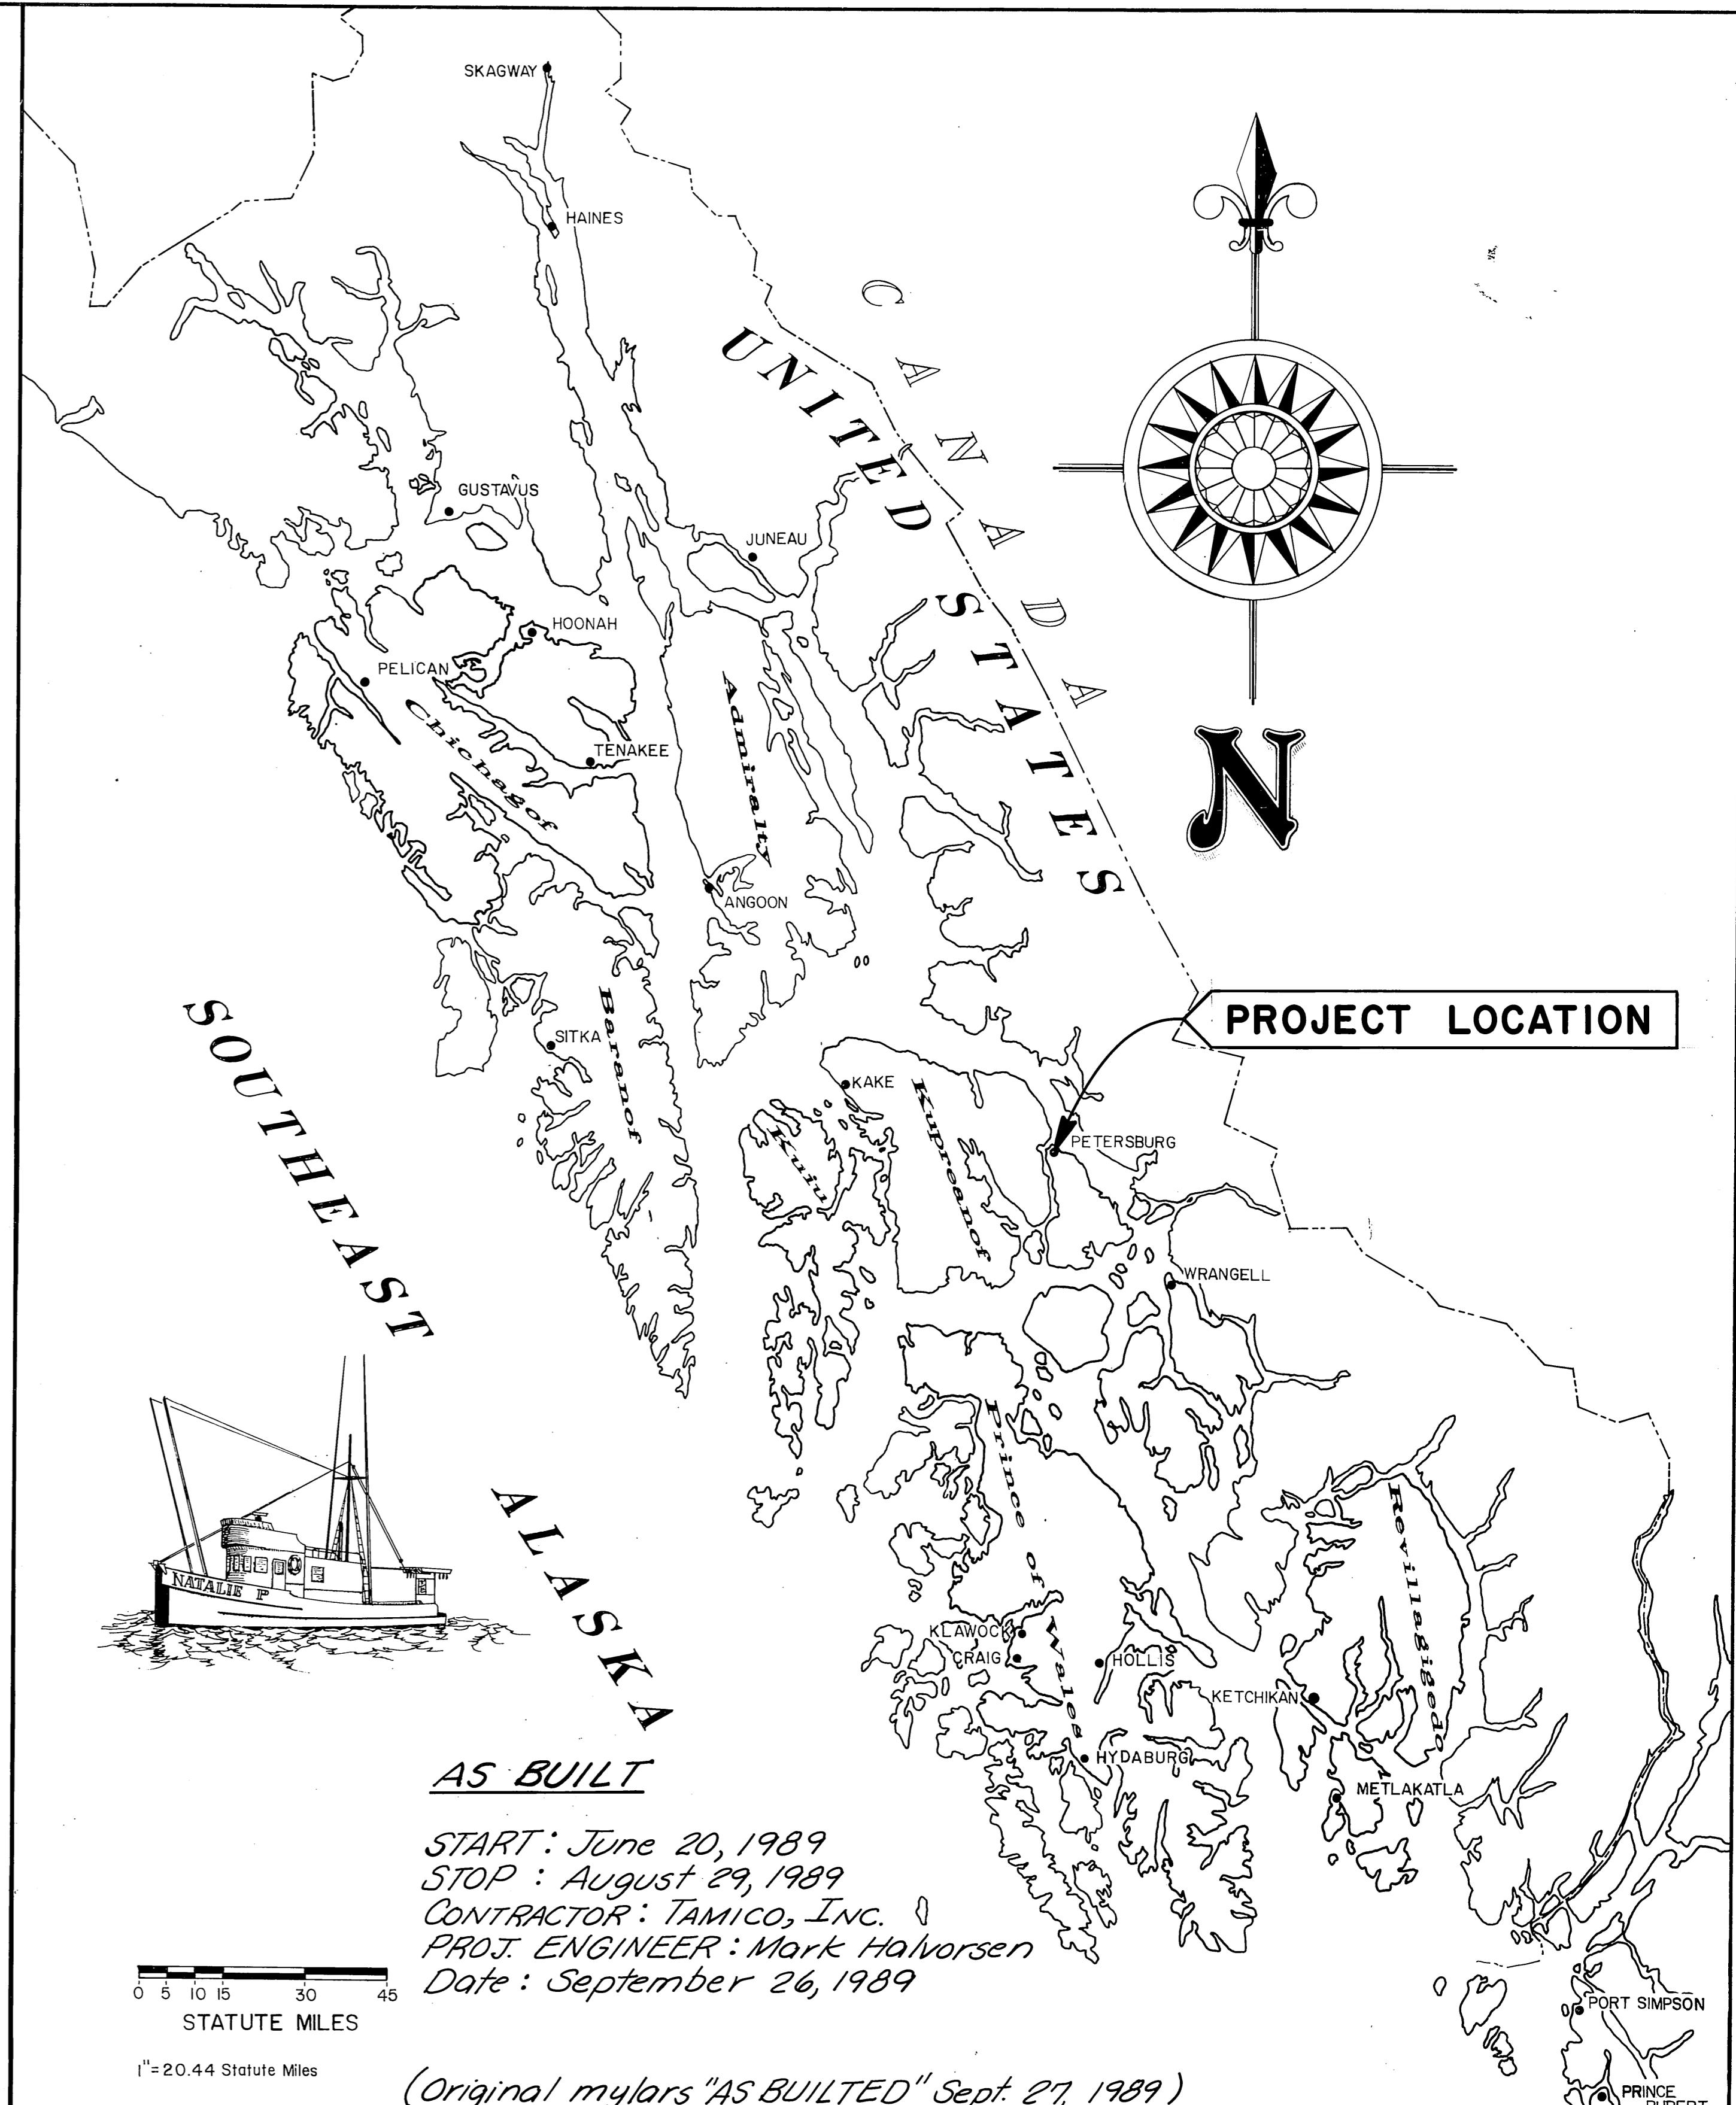 SKAGWAY
HAINES
CANADA
UNITED STATES
GUSTAVUS
JUNEAU
HOONAH
PELICAN
Chichagof
TENAKEE
Admiralty
ANGOON
N
SOUTHEAST ALASKA
Baranof
SITKA
PROJECT LOCATION
KAKE
Kupreanof
Kuiu
PETERSBURG
WRANGELL
Prince of Wales
Revillagigedo
NATALIE P
KLAWOCK
CRAIG
HOLLIS
KETCHIKAN
HYDABURG
METLAKATLA
AS BUILT
START: June 20, 1989
STOP : August 29, 1989
CONTRACTOR: TAMICO, INC.
PROJ. ENGINEER: Mark Halvorsen
Date: September 26, 1989
0 5 10 15 30 45
STATUTE MILES
1"=20.44 Statute Miles
(Original mylars "AS BUILTED" Sept. 27, 1989)
PORT SIMPSON
PRINCE
RUPERT